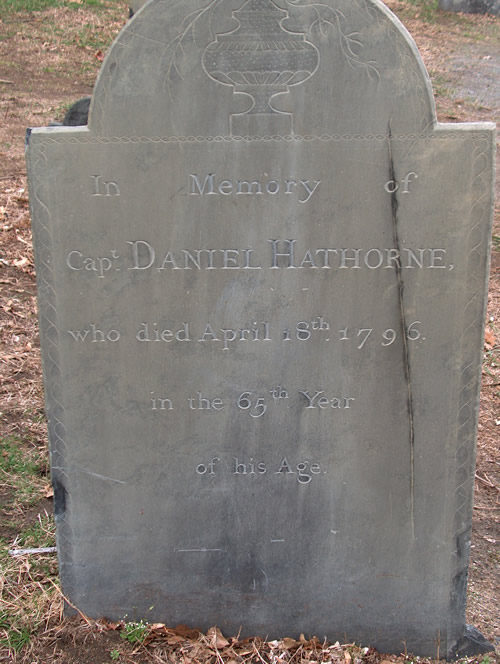 In Memory of
Capt. DANIEL HATHORNE,
who died April 18th. 1796.
in the 65th Year
of his Age.